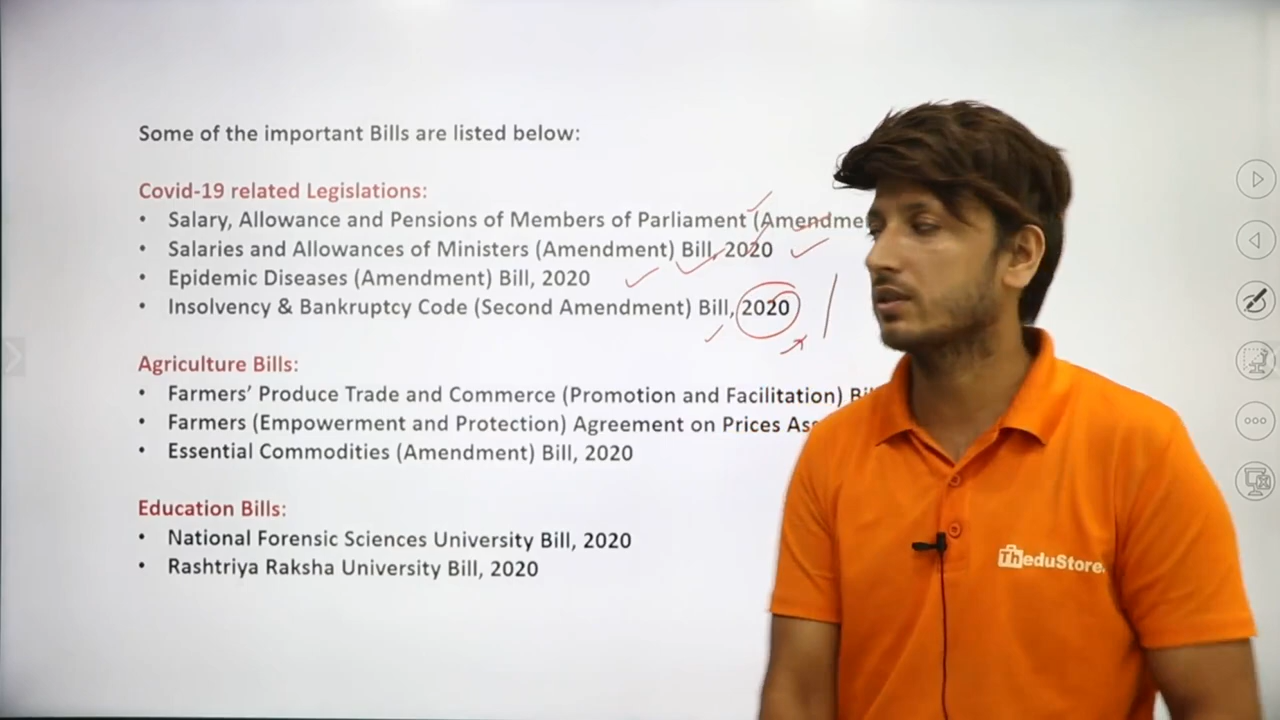 Some of the important Bills are listed below:
Covid-19 related Legislations:
• Salary, Allowance and Pensions of Members of Parliament (Amendme
• Salaries and Allowances of Ministers (Amendment) Bill, 2020
• Epidemic Diseases (Amendment) Bill, 2020
• Insolvency & Bankruptcy Code (Second Amendment) Bill, 2020
Agriculture Bills:
• Farmers’ Produce Trade and Commerce (Promotion and Facilitation) Bi
• Farmers (Empowerment and Protection) Agreement on Prices Ass
• Essential Commodities (Amendment) Bill, 2020
Education Bills:
• National Forensic Sciences University Bill, 2020
• Rashtriya Raksha University Bill, 2020
TheduStore.